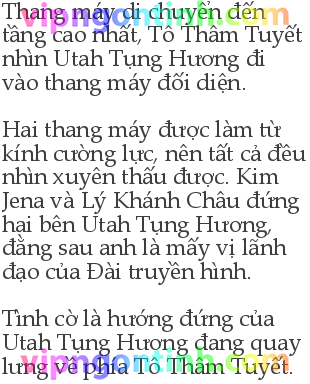 Thang máy di chuyển đến
tầng cao nhất, Tô Thâm Tuyết
nhìn Utah Tụng Hương đi
vào thang máy đối diện.
Hai thang máy được làm từ
kính cường lực, nên tất cả đều
nhìn xuyên thấu được. Kim
Jena và Lý Khánh Châu đứng
hai bên Utah Tụng Hương,
đằng sau anh là mấy vị lãnh
đạo của Đài truyền hình.
Tình cờ là hướng đứng của
Utah Tụng Hương đang quay
lưng về phía Tô Thâm Tuyết.
vipngontinh.com
vipngontinh.com